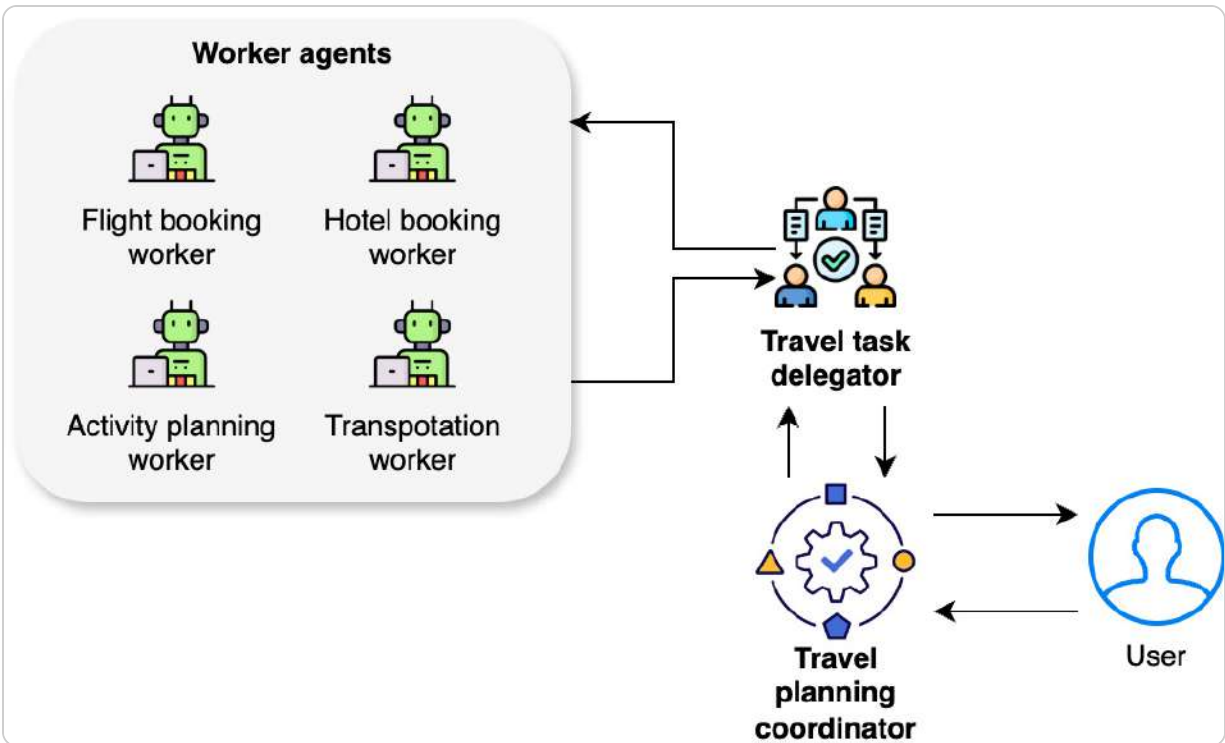 Worker agents
Flight booking
worker
Hotel booking
worker
Activity planning
worker
Transpotation
worker
Travel task
delegator
Travel
planning
coordinator
User